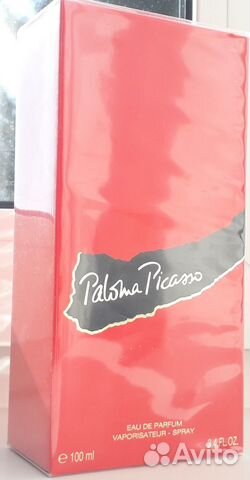 Paloma Picasso
EAU DE PARFUM
VAPORISATEUR - SPRAY
e 100 ml
FL.OZ.
Avito